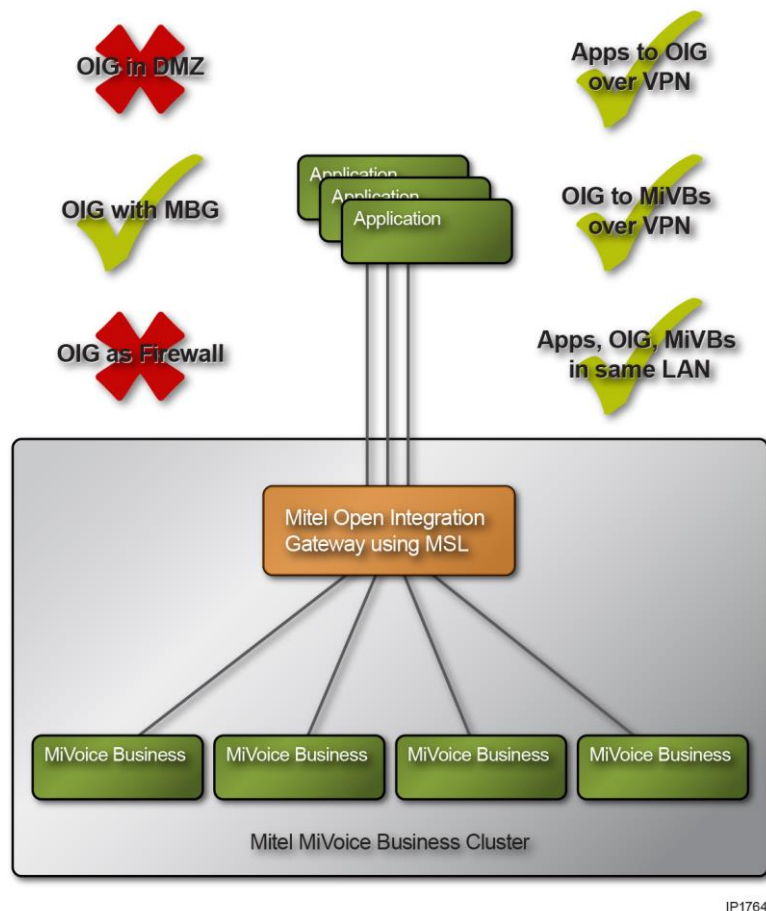 OIG in DMZ
Apps to OIG
over VPN
OIG with MBG
Application
Application
Application
OIG to MiVBs
over VPN
OIG as Firewall
Apps, OIG, MiVBs
in same LAN
Mitel Open Integration
Gateway using MSL
MiVoice Business
MiVoice Business
MiVoice Business
MiVoice Business
Mitel MiVoice Business Cluster
IP1764